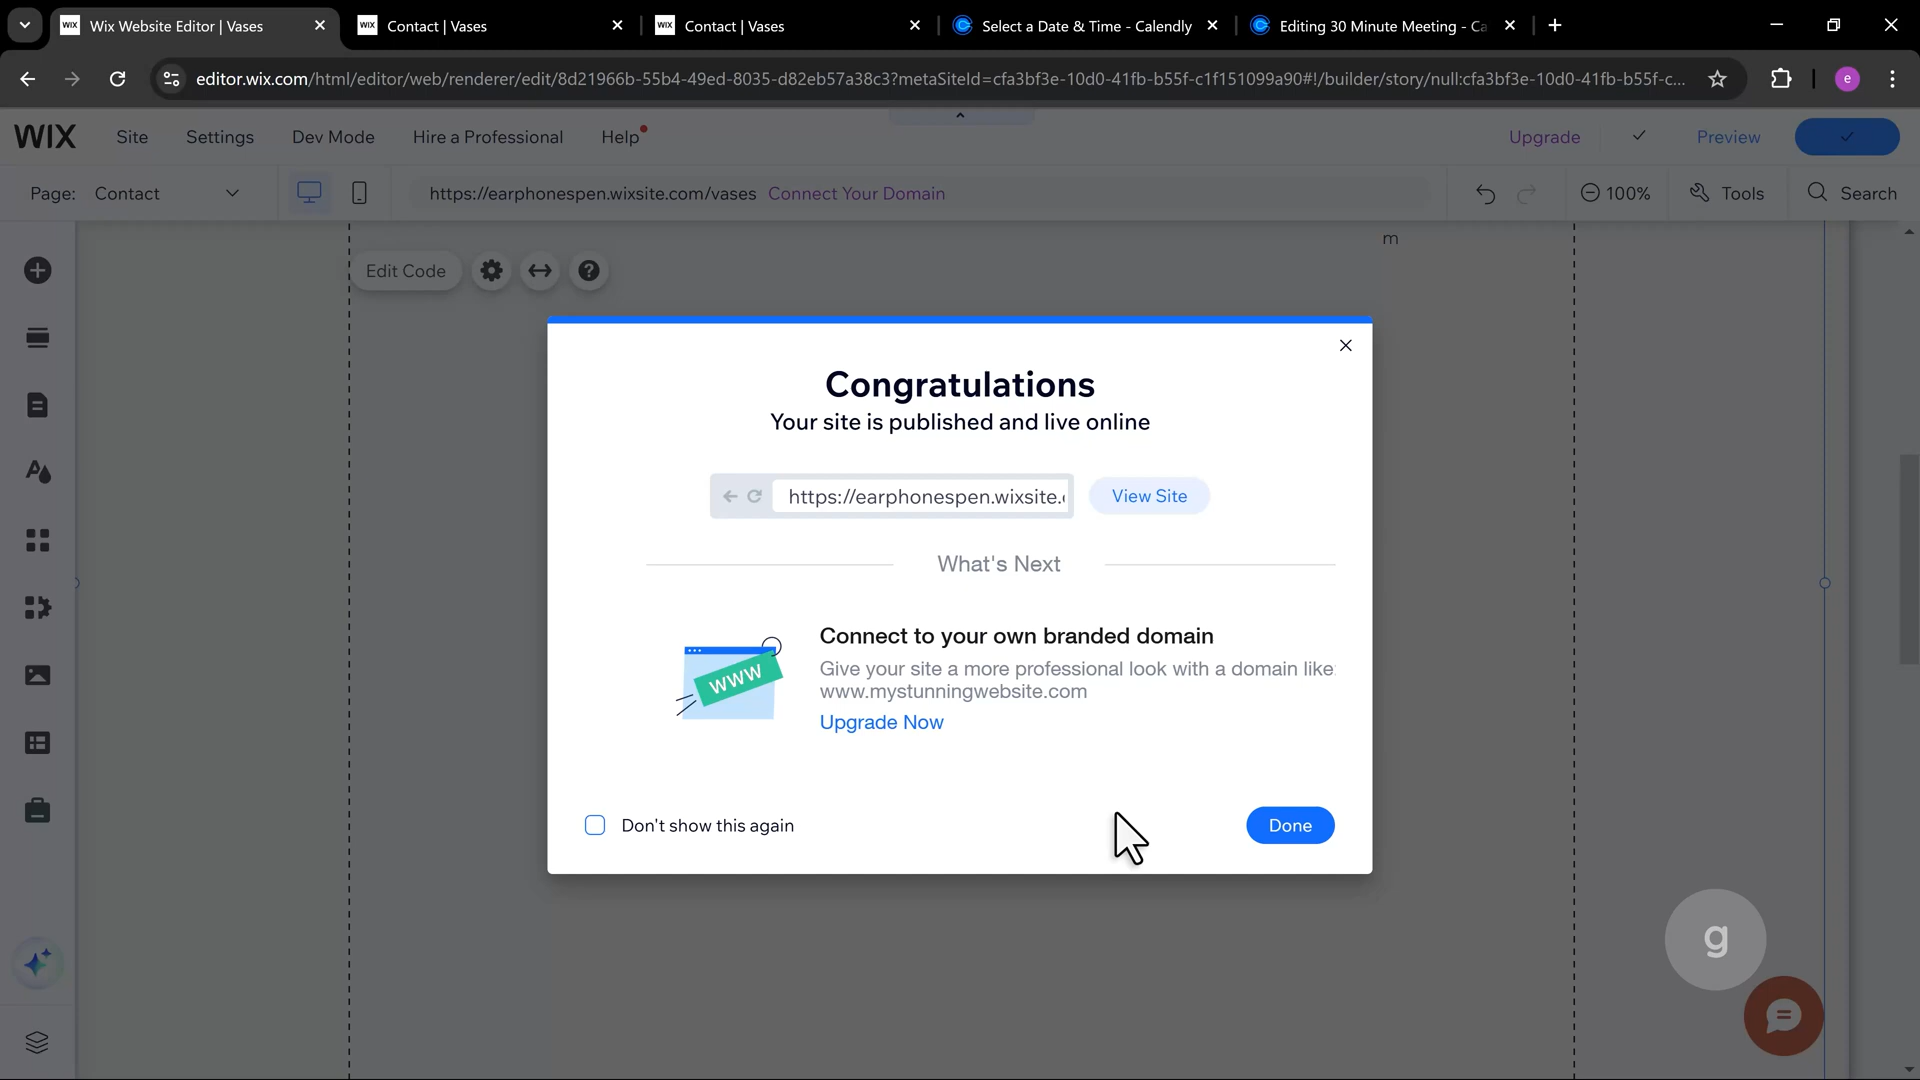 WIX Wix Website Editor | Vases
WIX Contact | Vases
WIX Contact | Vases
Select a Date & Time - Calendly
Editing 30 Minute Meeting - Ca
editor.wix.com/html/editor/web/renderer/edit/8d21966b-55b4-49ed-8035-d82eb57a38c3?metaSiteId=cfa3bf3e-10d0-41fb-b55f-c1f151099a90#!/builder/story/null:cfa3bf3e-10d0-41fb-b55f-c...
e
WIX Site Settings Dev Mode Hire a Professional Help Upgrade Preview
Page: Contact https://earphonespen.wixsite.com/vases Connect Your Domain 100% Tools Search
m
Edit Code
Congratulations
Your site is published and live online
https://earphonespen.wixsite.
View Site
What's Next
WWW
Connect to your own branded domain
Give your site a more professional look with a domain like:
www.mystunningwebsite.com
Upgrade Now
Don't show this again
Done
g